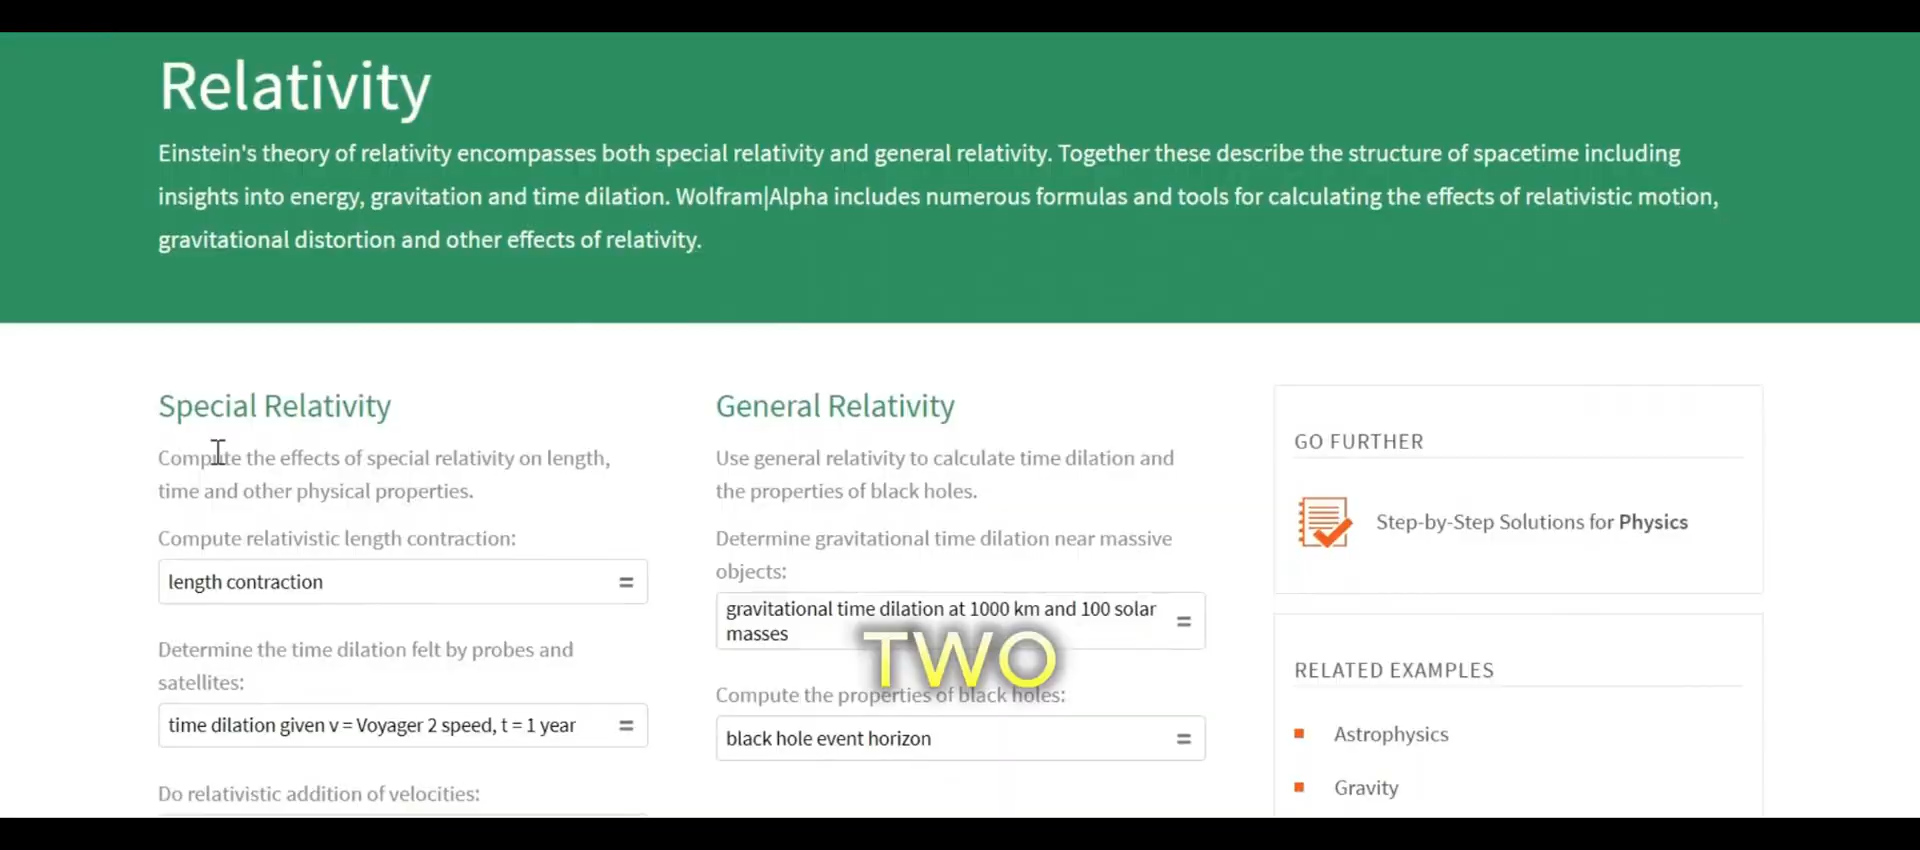 Relativity
Einstein's theory of relativity encompasses both special relativity and general relativity. Together these describe the structure of spacetime including
insights into energy, gravitation and time dilation. Wolfram|Alpha includes numerous formulas and tools for calculating the effects of relativistic motion,
gravitational distortion and other effects of relativity.
Special Relativity
Compute the effects of special relativity on length,
time and other physical properties.
Compute relativistic length contraction:
length contraction =
Determine the time dilation felt by probes and
satellites:
time dilation given v = Voyager 2 speed, t = 1 year =
Do relativistic addition of velocities:
General Relativity
Use general relativity to calculate time dilation and
the properties of black holes.
Determine gravitational time dilation near massive
objects:
gravitational time dilation at 1000 km and 100 solar
masses =
TWO
Compute the properties of black holes:
black hole event horizon =
GO FURTHER
Step-by-Step Solutions for Physics
RELATED EXAMPLES
Astrophysics
Gravity